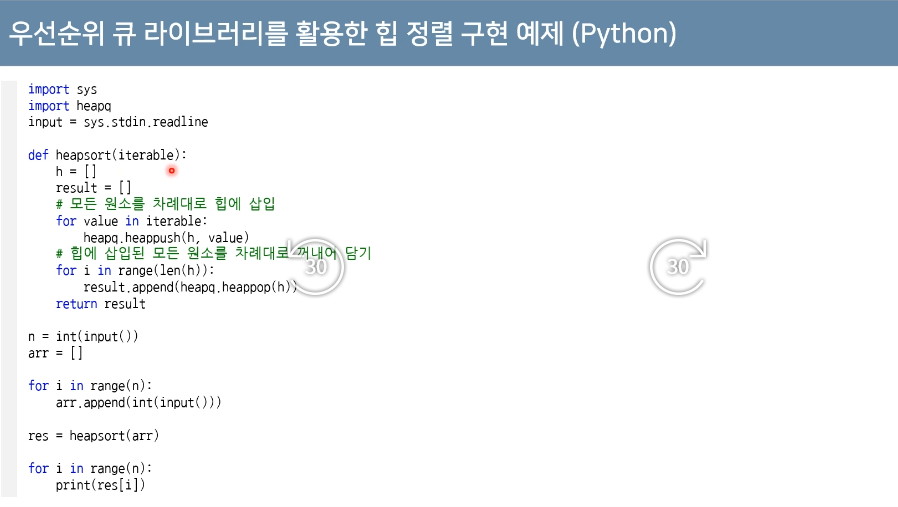 우선순위 큐 라이브러리를 활용한 힙 정렬 구현 예제 (Python)
import sys
import heapq
input = sys.stdin.readline
def heapsort(iterable):
    h = []
    result = []
    # 모든 원소를 차례대로 힙에 삽입
    for value in iterable:
        heapq.heappush(h, value)
    # 힙에 삽입된 모든 원소를 차례대로 꺼내어 담기
    for i in range(len(h)):
        result.append(heapq.heappop(h))
    return result
n = int(input())
arr = []
for i in range(n):
    arr.append(int(input()))
res = heapsort(arr)
for i in range(n):
    print(res[i])
30
30